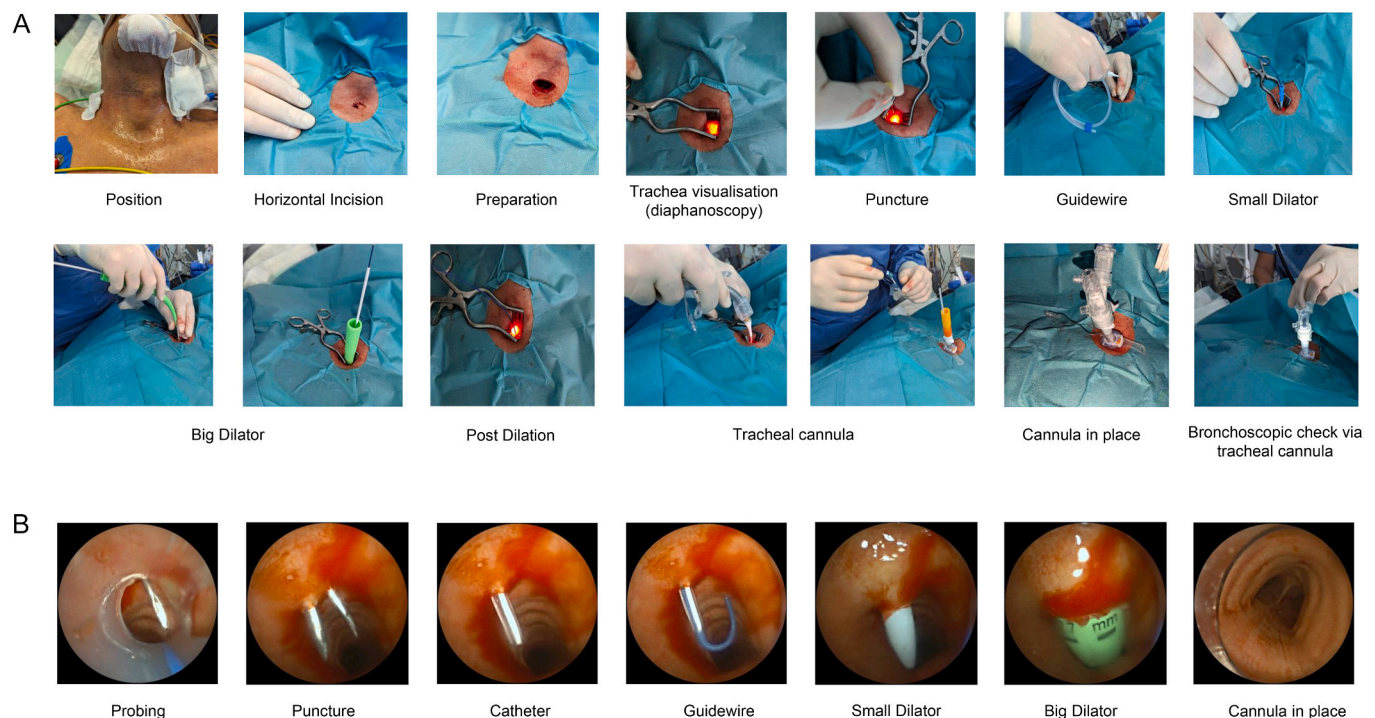 A
Position
Horizontal Incision
Preparation
Trachea visualisation
(diaphanoscopy)
Puncture
Guidewire
Small Dilator
Big Dilator
Post Dilation
Tracheal cannula
Cannula in place
Bronchoscopic check via
tracheal cannula
B
mm
Probing
Puncture
Catheter
Guidewire
Small Dilator
Big Dilator
Cannula in place